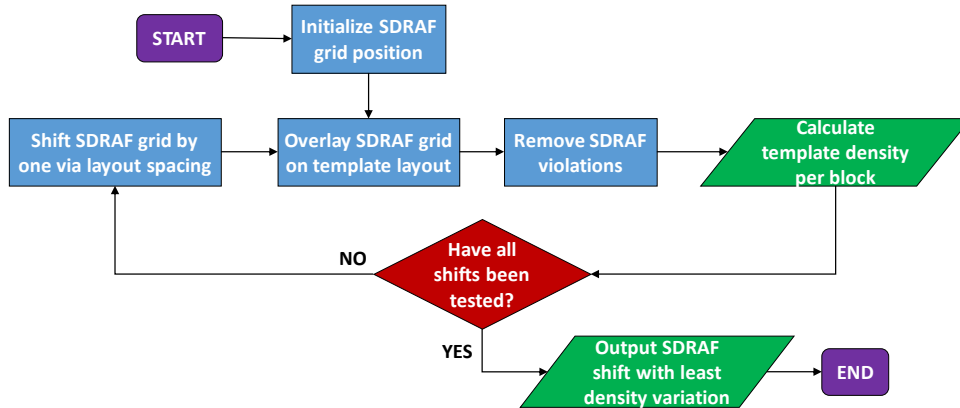 START
Initialize SDRAF
grid position
Shift SDRAF grid by
one via layout spacing
Overlay SDRAF grid
on template layout
Remove SDRAF
violations
Calculate
template density
per block
Have all
shifts been
tested?
NO
YES
Output SDRAF
shift with least
density variation
END